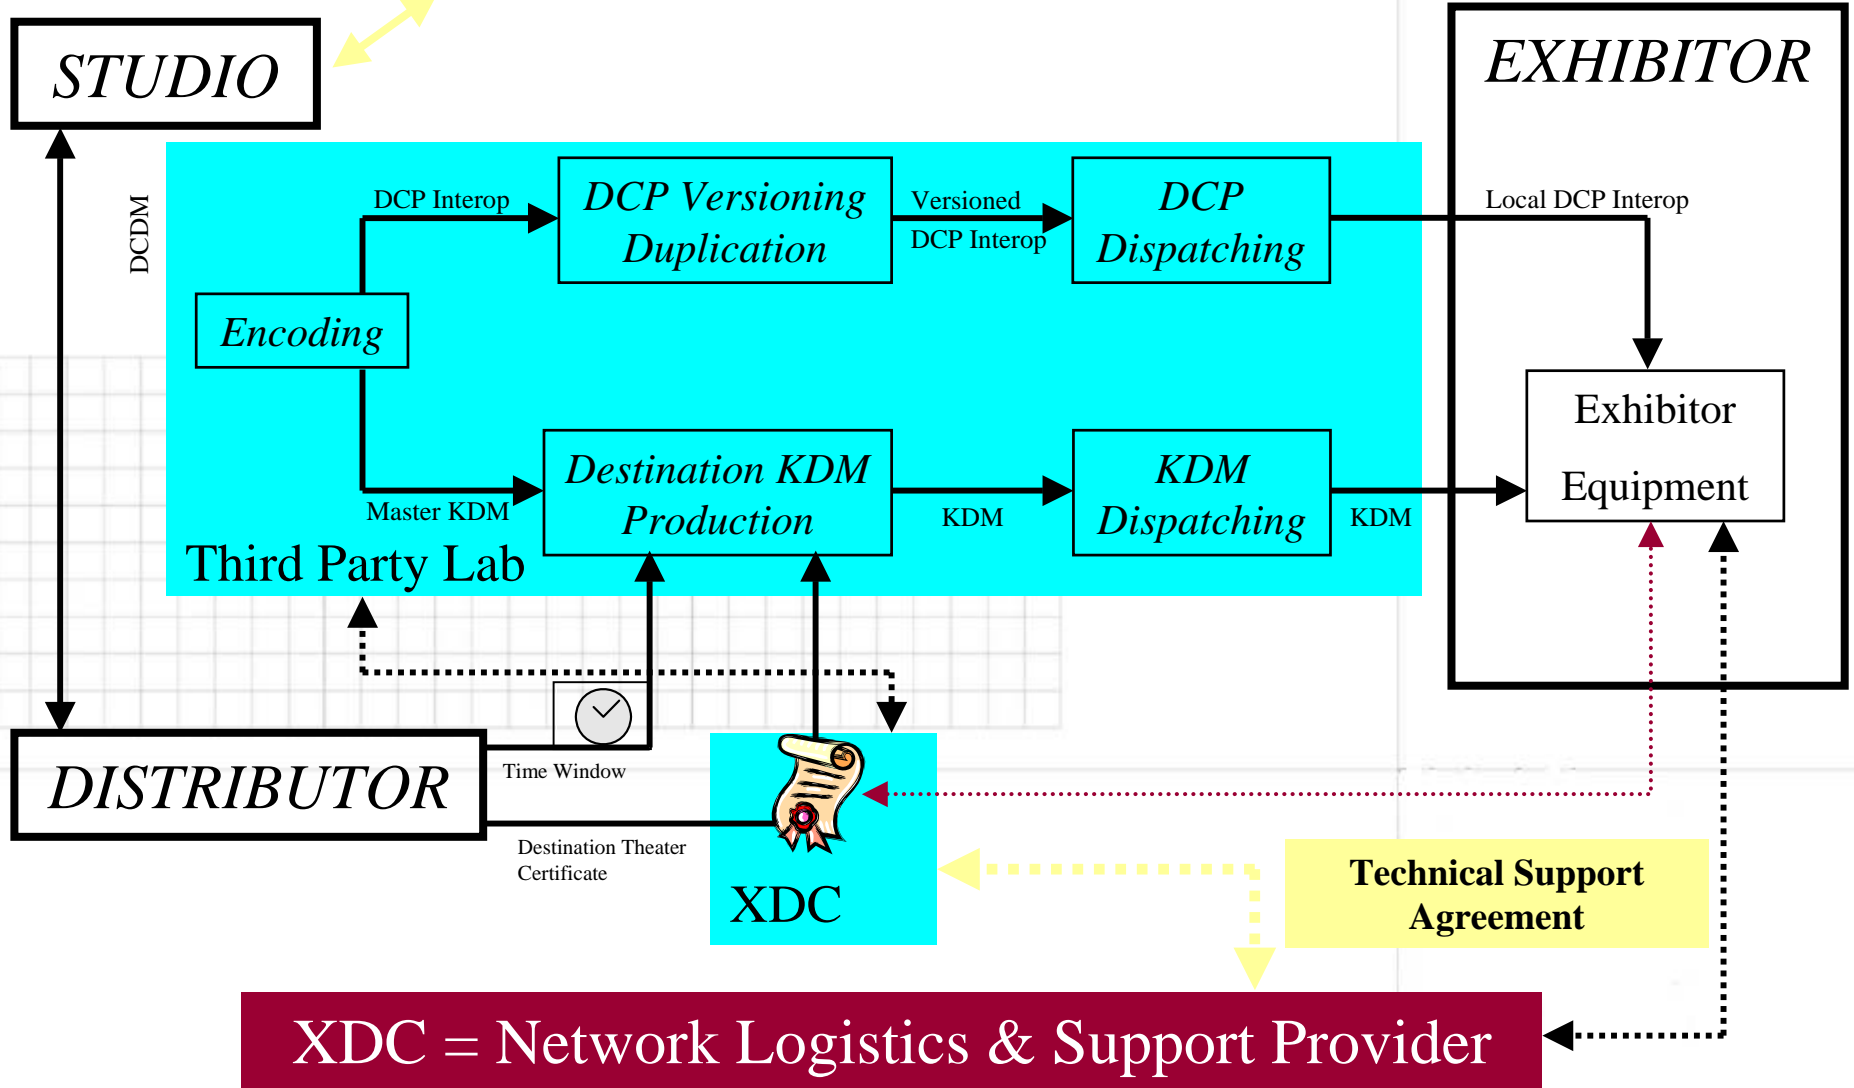 STUDIO
EXHIBITOR
DCDM
DCP Interop
DCP Versioning
Duplication
Versioned
DCP Interop
DCP
Dispatching
Local DCP Interop
Encoding
Exhibitor
Equipment
Master KDM
Destination KDM
Production
KDM
KDM
Dispatching
KDM
Third Party Lab
DISTRIBUTOR
Time Window
Destination Theater
Certificate
XDC
Technical Support
Agreement
XDC = Network Logistics & Support Provider